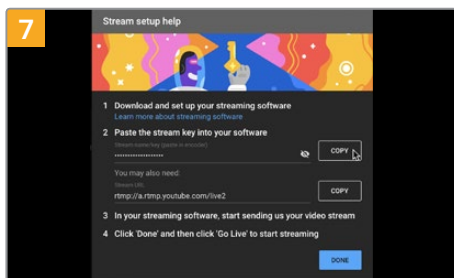 7
Stream setup help
1 Download and set up your streaming software
Learn more about streaming software
2 Paste the stream key into your software
Stream name/key (paste in encoder)
•••••••••••••••••••
COPY
You may also need:
Stream URL
rtmp://a.rtmp.youtube.com/live2
COPY
3 In your streaming software, start sending us your video stream
4 Click 'Done' and then click 'Go Live' to start streaming
DONE